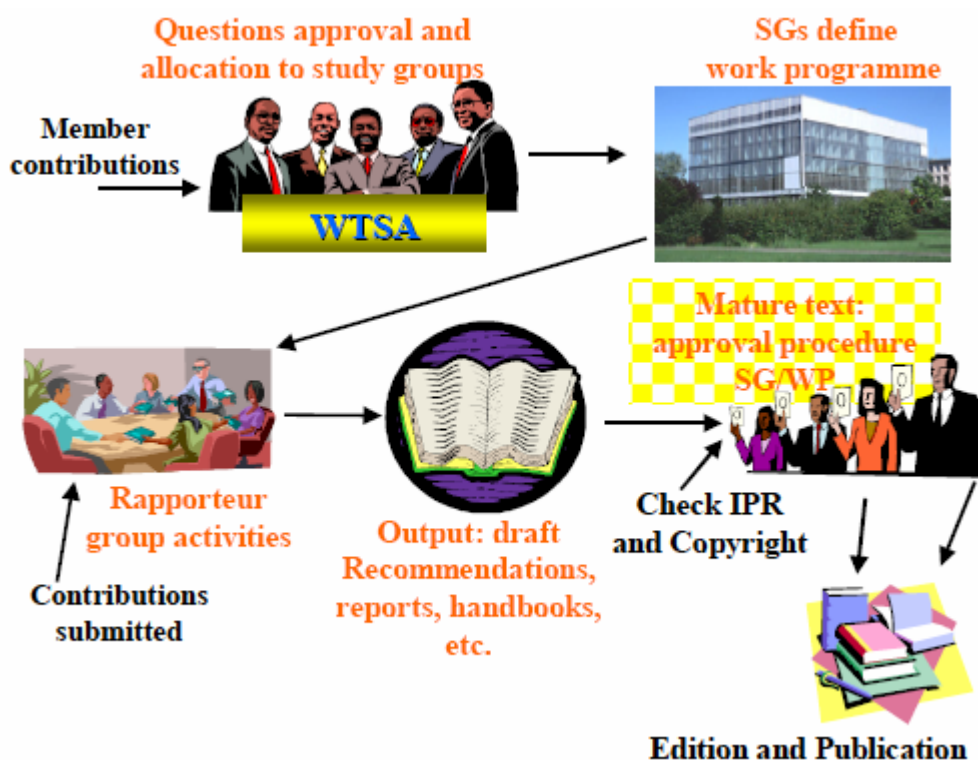 Questions approval and
allocation to study groups
SGs define
work programme
Member
contributions
WTSA
Mature text:
approval procedure
SG/WP
Rapporteur
group activities
Contributions
submitted
Output: draft
Recommendations,
reports, handbooks,
etc.
Check IPR
and Copyright
Edition and Publication